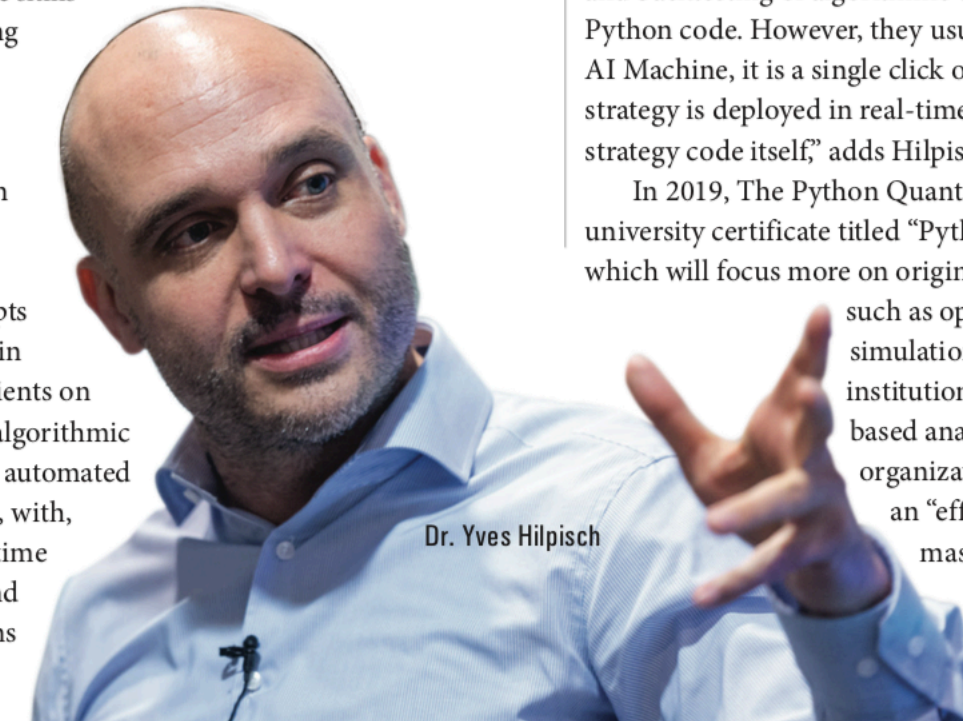 ng
n
pts
in
ients on
algorithmic
automated
, with,
time
nd
ns
Dr. Yves Hilpisch
Python code. However, they usu
AI Machine, it is a single click o
strategy is deployed in real-time
strategy code itself,” adds Hilpis
In 2019, The Python Quant
university certificate titled “Pyth
which will focus more on origin
such as op
simulatio
institution
based ana
organizat
an “eff
mas